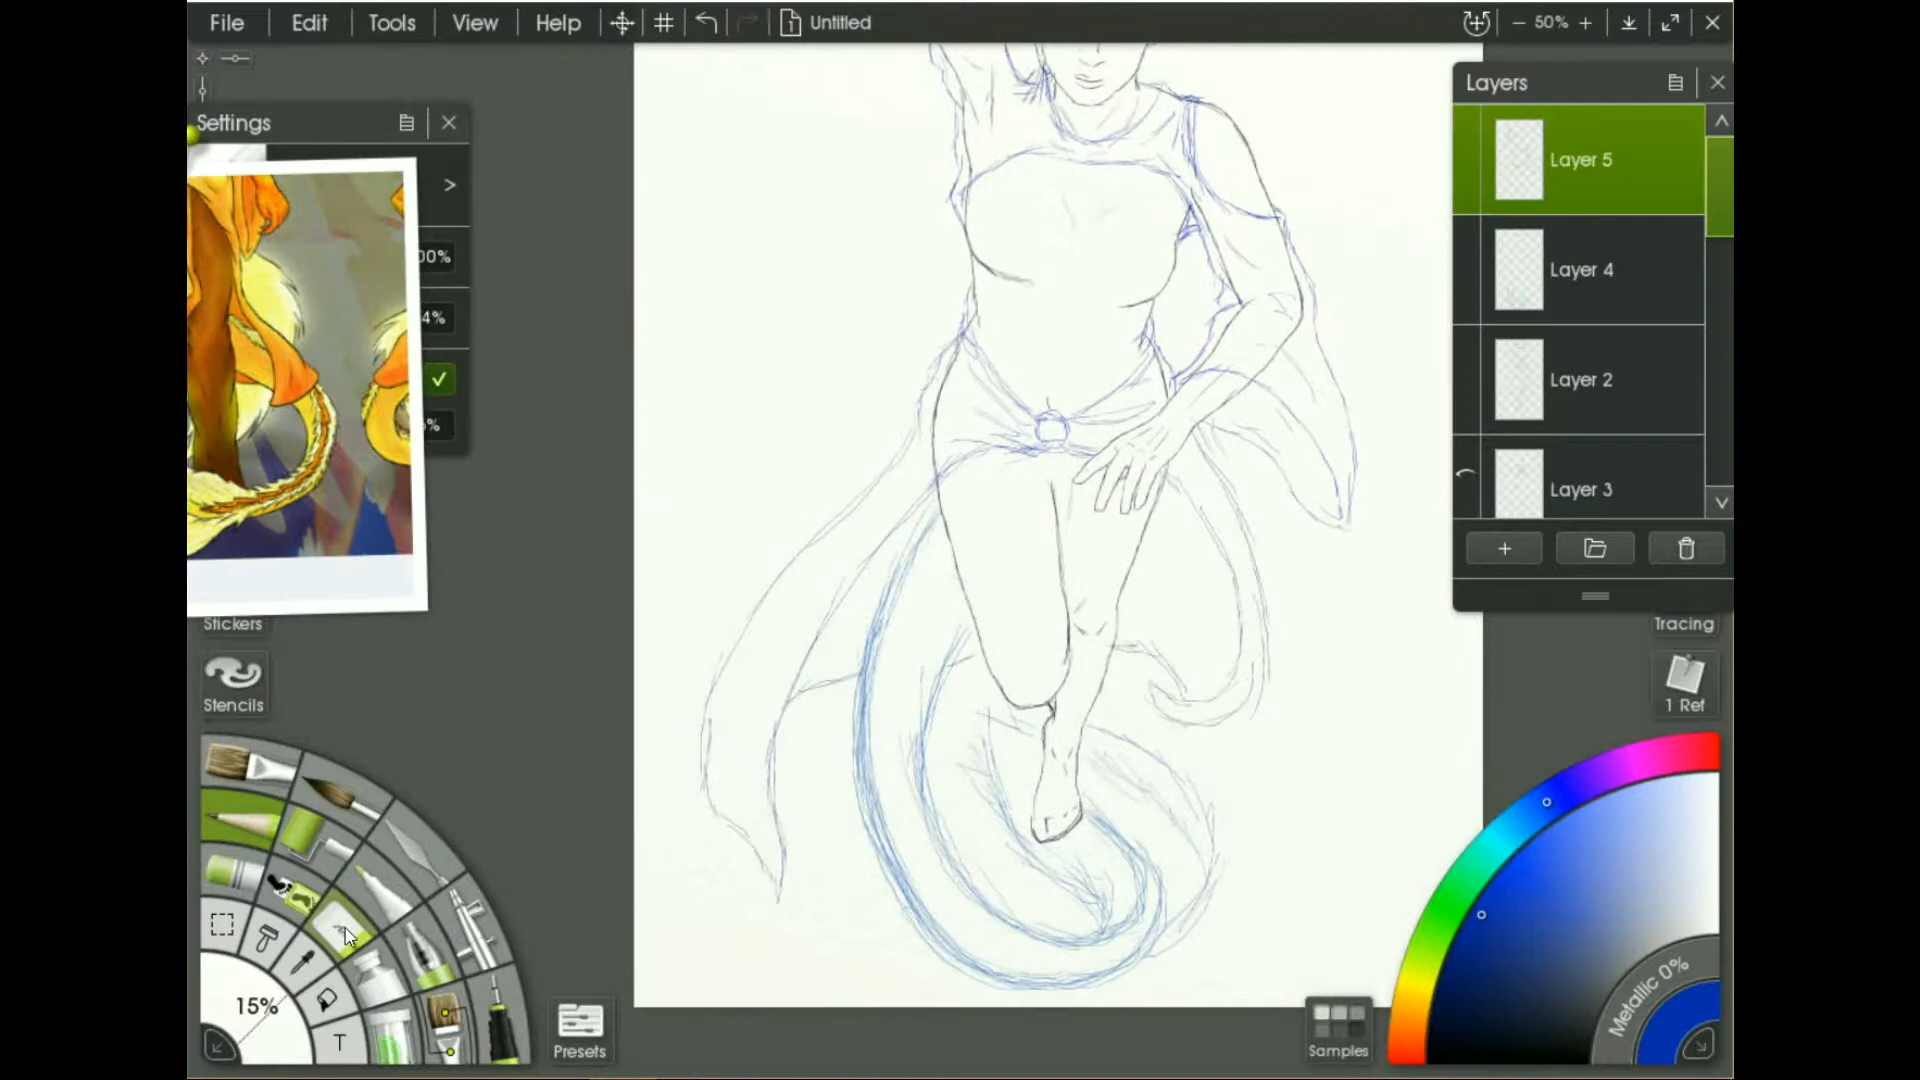 File Edit Tools View Help Untitled 50%
Settings
Layers
Layer 5
Layer 4
Layer 2
Layer 3
00%
4%
%
Stickers
Tracing
Stencils
1 Ref
15%
Presets
Samples
Metallic 0%
T